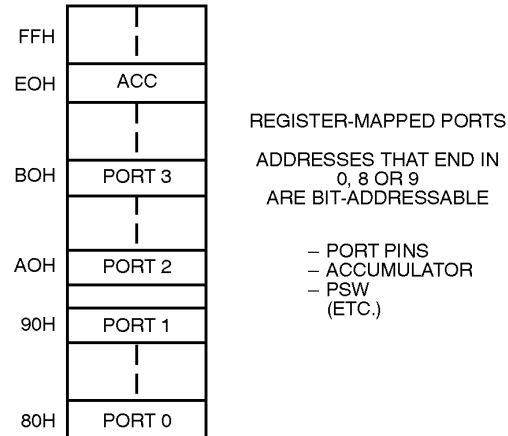 FFH
EOH ACC
BOH PORT 3
AOH PORT 2
90H PORT 1
80H PORT 0
REGISTER-MAPPED PORTS
ADDRESSES THAT END IN
0, 8 OR 9
ARE BIT-ADDRESSABLE
– PORT PINS
– ACCUMULATOR
– PSW
(ETC.)